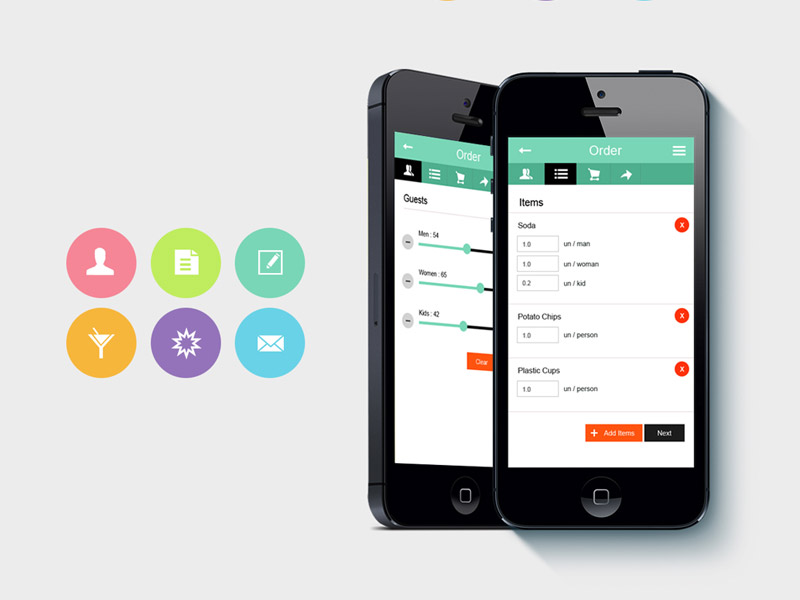 Order
Guests
Men : 54
Women : 65
Kids : 42
Clear
Order
Items
Soda
X
1.0 un / man
1.0 un / woman
0.2 un / kid
Potato Chips
X
1.0 un / person
Plastic Cups
X
1.0 un / person
+ Add Items
Next